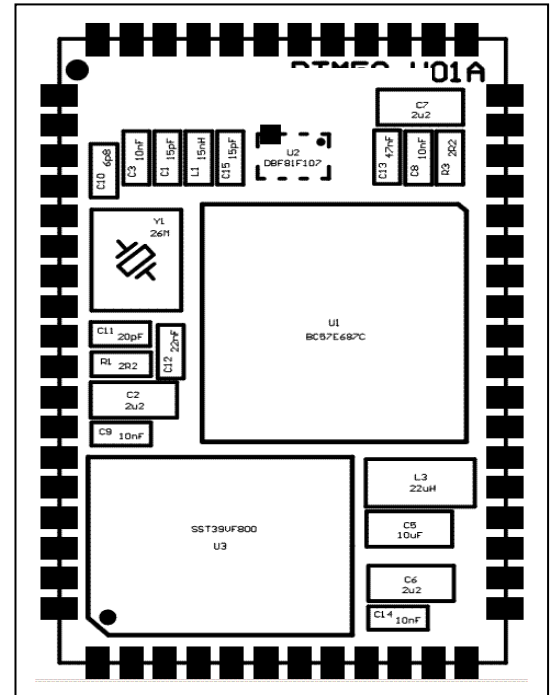 V01A
C7
2u2
C10 6p8
C3 10nF
C1 15pF
L1 15nH
C15 15pF
U2
DBF81F107
C13 47nF
C8 10nF
R3 2R2
Y1
26M
U1
BC57E687C
C11 20pF
R1 2R2
C12 22nF
C2
2u2
C9 10nF
L3
22uH
SST39VF800
U3
C5
10uF
C6
2u2
C14 10nF